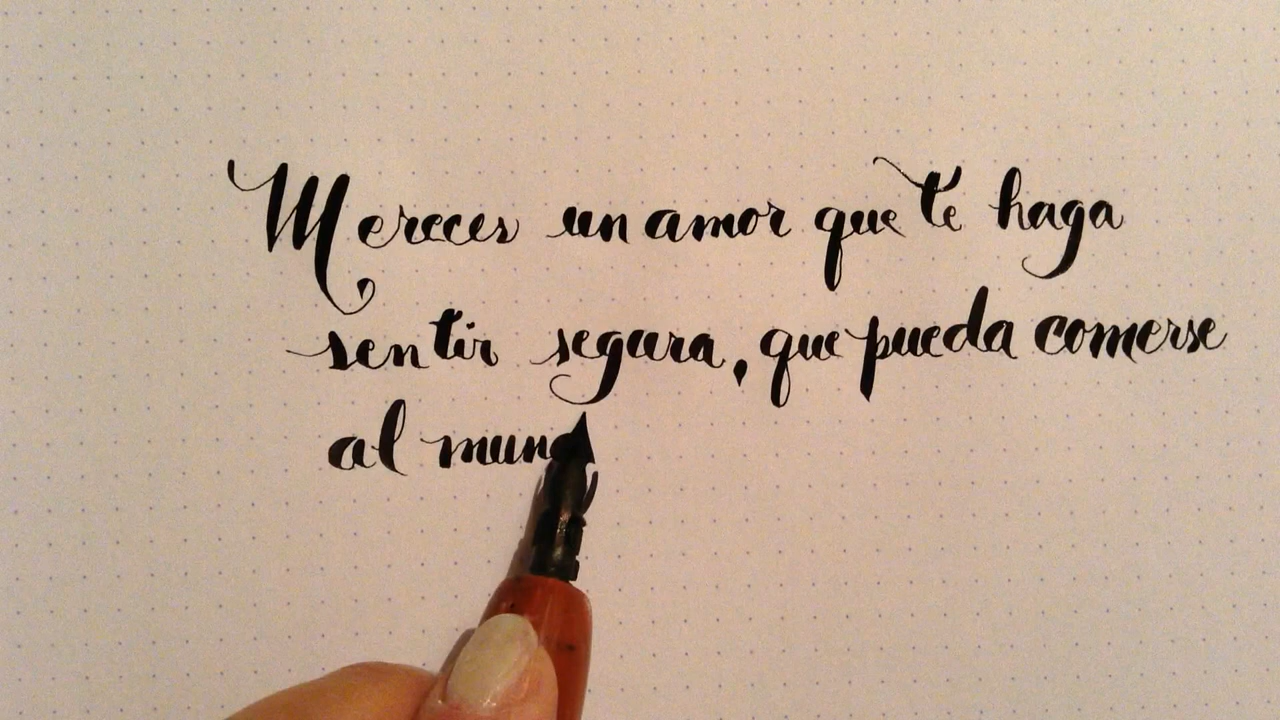 Mereces un amor que te haga
sentir segura, que pueda comerse
al mun